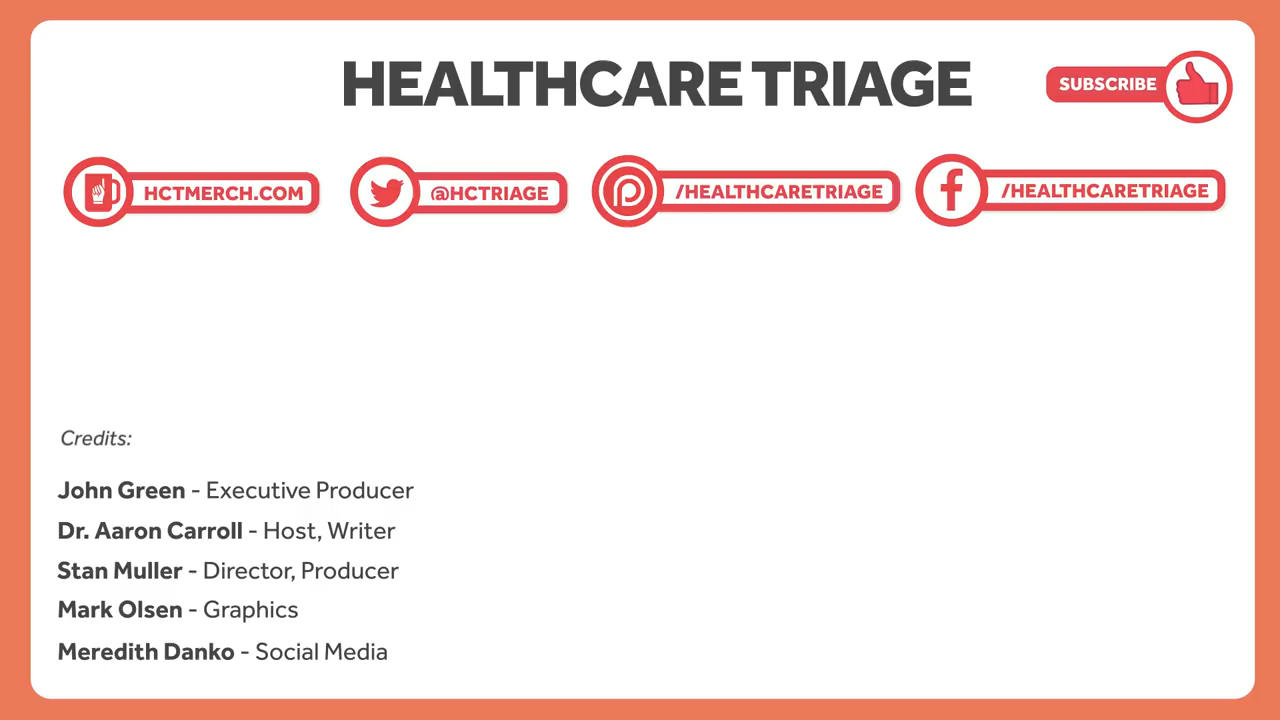 HEALTHCARE TRIAGE
SUBSCRIBE
HCTMERCH.COM
@HCTRIAGE
/HEALTHCARETRIAGE
/HEALTHCARETRIAGE
Credits:
John Green - Executive Producer
Dr. Aaron Carroll - Host, Writer
Stan Muller - Director, Producer
Mark Olsen - Graphics
Meredith Danko - Social Media